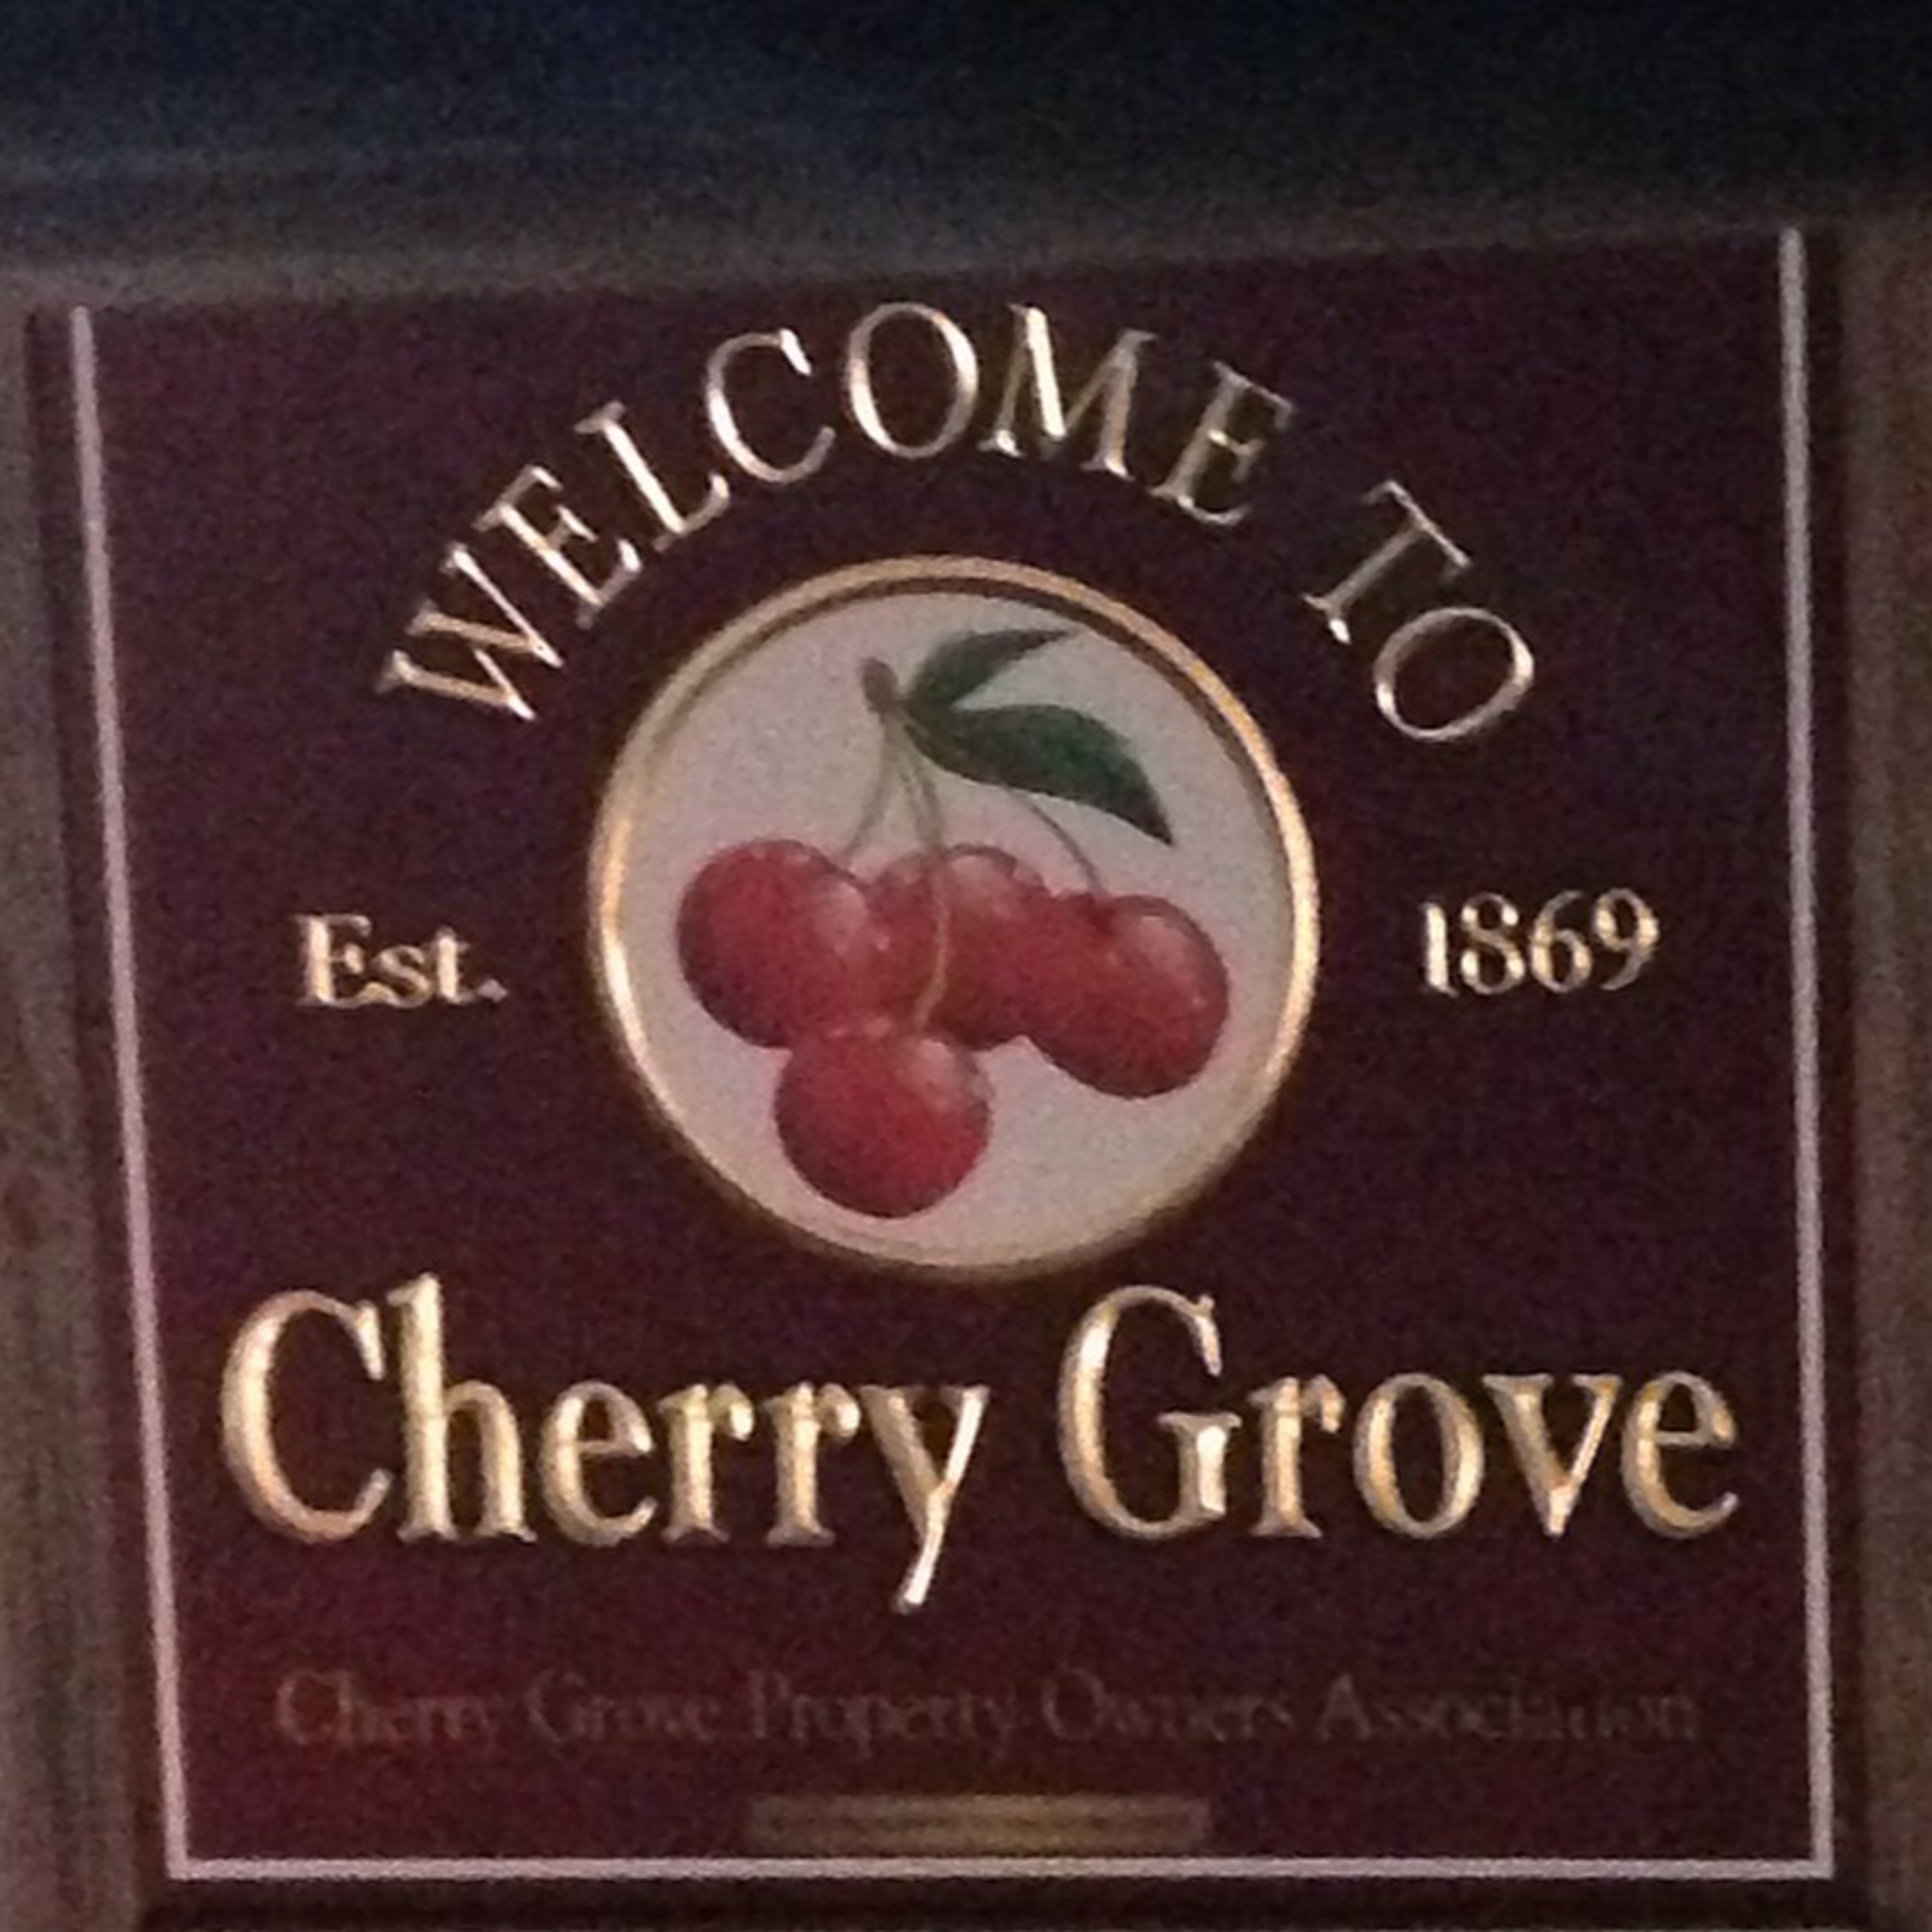 WELCOME TO
Est. 1869
Cherry Grove
Cherry Grove Property Owners Association